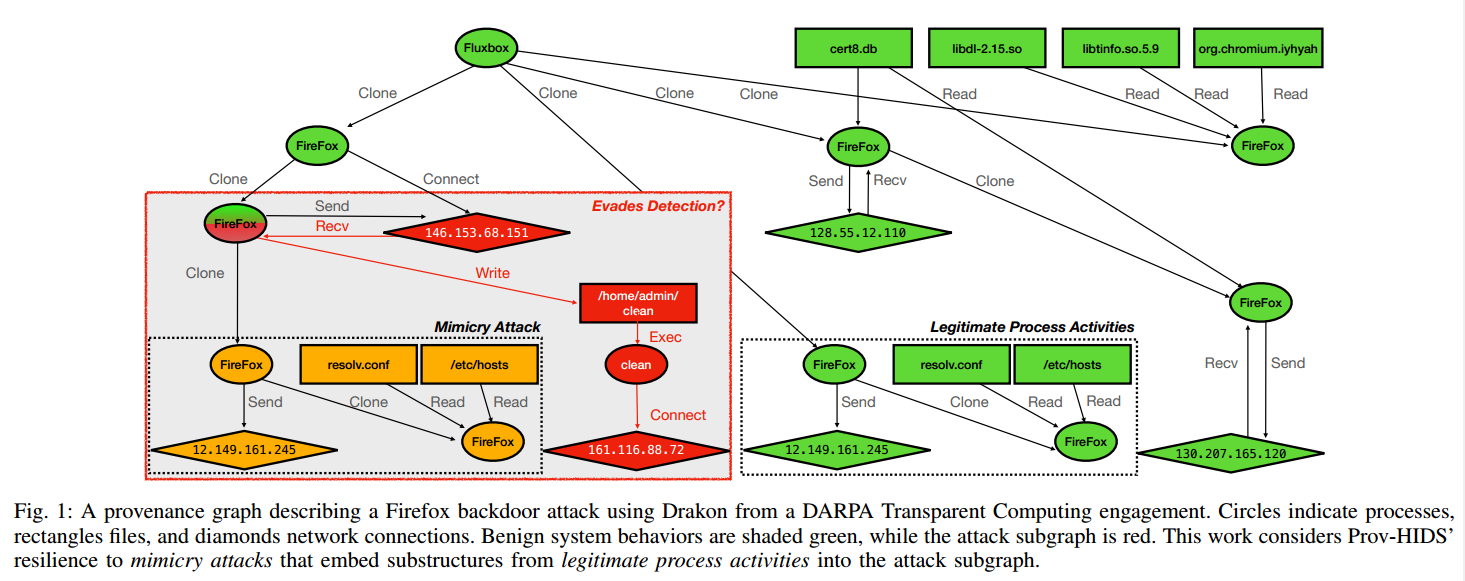 Fluxbox
cert8.db
libdl-2.15.so
libtinfo.so.5.9
org.chromium.iyhyah
Clone
Clone
Clone
Clone
Read
Read
Read
Read
FireFox
FireFox
FireFox
Clone
Connect
Send
Recv
Clone
Evades Detection?
FireFox
Send
Recv
146.153.68.151
128.55.12.110
Clone
Write
/home/admin/
clean
FireFox
Mimicry Attack
Exec
Legitimate Process Activities
FireFox
resolv.conf
/etc/hosts
clean
FireFox
resolv.conf
/etc/hosts
Recv
Send
Send
Clone
Read
Read
Connect
Send
Clone
Read
Read
FireFox
FireFox
12.149.161.245
161.116.88.72
12.149.161.245
130.207.165.120
Fig. 1: A provenance graph describing a Firefox backdoor attack using Drakon from a DARPA Transparent Computing engagement. Circles indicate processes,
rectangles files, and diamonds network connections. Benign system behaviors are shaded green, while the attack subgraph is red. This work considers Prov-HIDS’
resilience to mimicry attacks that embed substructures from legitimate process activities into the attack subgraph.